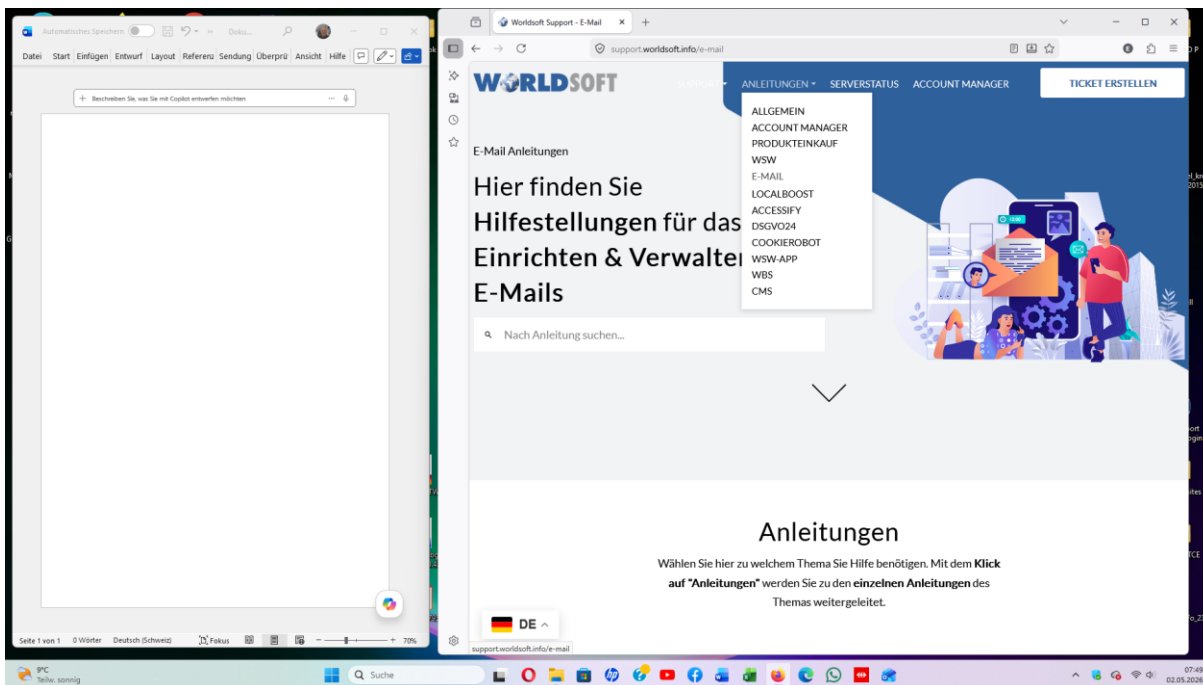 Automatisches Speichern
Doku...
Datei Start Einfügen Entwurf Layout Referenz Sendung Überprü Ansicht Hilfe
Beschreiben Sie, was Sie mit Copilot entwerfen möchten
Seite 1 von 1 0 Wörter Deutsch (Schweiz) Fokus 70%
Worldsoft Support - E-Mail
support.worldsoft.info/e-mail
WORLDSOFT
ANLEITUNGEN SERVERSTATUS ACCOUNT MANAGER TICKET ERSTELLEN
ALLGEMEIN
ACCOUNT MANAGER
PRODUKTEINKAUF
WSW
E-MAIL
LOCALBOOST
ACCESSIFY
DSGVO24
COOKIEROBOT
WSW-APP
WBS
CMS
E-Mail Anleitungen
Hier finden Sie
Hilfestellungen für das
Einrichten & Verwalte
E-Mails
Nach Anleitung suchen...
Anleitungen
Wählen Sie hier zu welchem Thema Sie Hilfe benötigen. Mit dem Klick
auf "Anleitungen" werden Sie zu den einzelnen Anleitungen des
Themas weitergeleitet.
DE
support.worldsoft.info/e-mail
9°C
Teilw. sonnig
Suche
07:49
02.05.2026